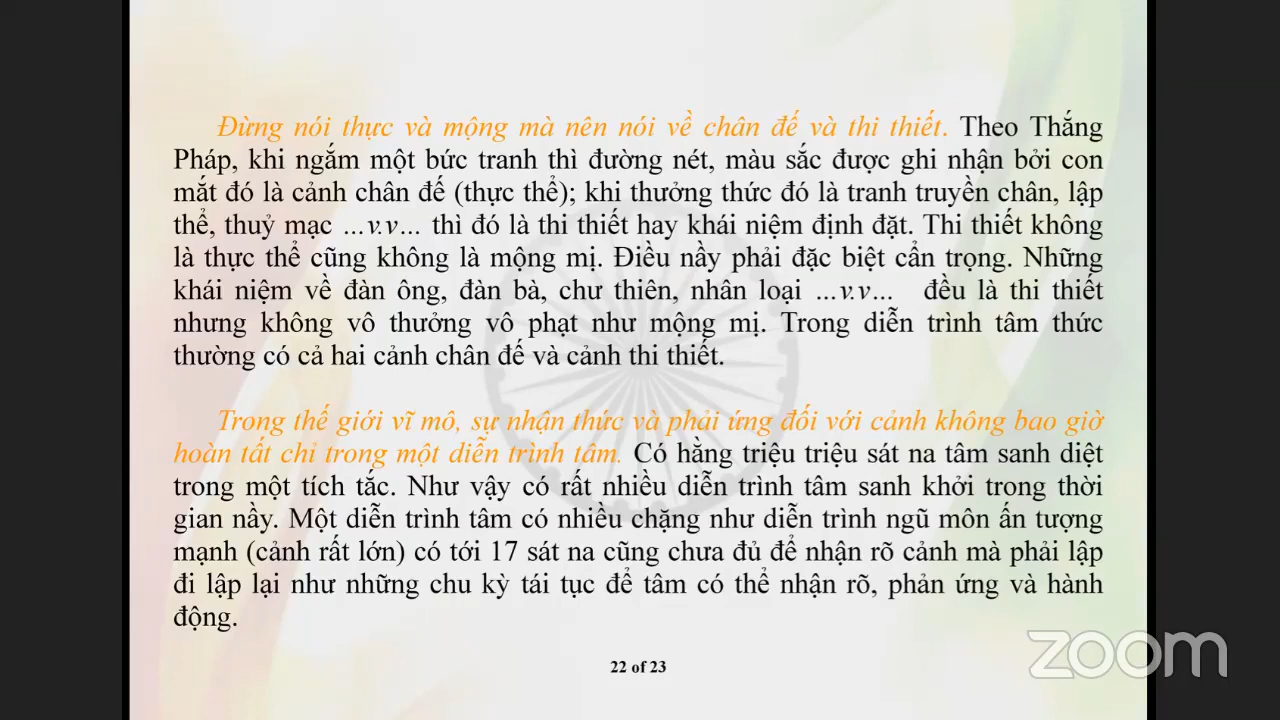 Đừng nói thực và mộng mà nên nói về chân đế và thi thiết. Theo Thắng
Pháp, khi ngắm một bức tranh thì đường nét, màu sắc được ghi nhận bởi con
mắt đó là cảnh chân đế (thực thể); khi thưởng thức đó là tranh truyền chân, lập
thể, thuỷ mạc ...v.v... thì đó là thi thiết hay khái niệm định đặt. Thi thiết không
là thực thể cũng không là mộng mị. Điều nầy phải đặc biệt cẩn trọng. Những
khái niệm về đàn ông, đàn bà, chư thiên, nhân loại ...v.v... đều là thi thiết
nhưng không vô thưởng vô phạt như mộng mị. Trong diễn trình tâm thức
thường có cả hai cảnh chân đế và cảnh thi thiết.
Trong thế giới vĩ mô, sự nhận thức và phải ứng đối với cảnh không bao giờ
hoàn tất chỉ trong một diễn trình tâm. Có hằng triệu triệu sát na tâm sanh diệt
trong một tích tắc. Như vậy có rất nhiều diễn trình tâm sanh khởi trong thời
gian nầy. Một diễn trình tâm có nhiều chặng như diễn trình ngũ môn ấn tượng
mạnh (cảnh rất lớn) có tới 17 sát na cũng chưa đủ để nhận rõ cảnh mà phải lập
đi lập lại như những chu kỳ tái tục để tâm có thể nhận rõ, phản ứng và hành
động.
zoom
22 of 23